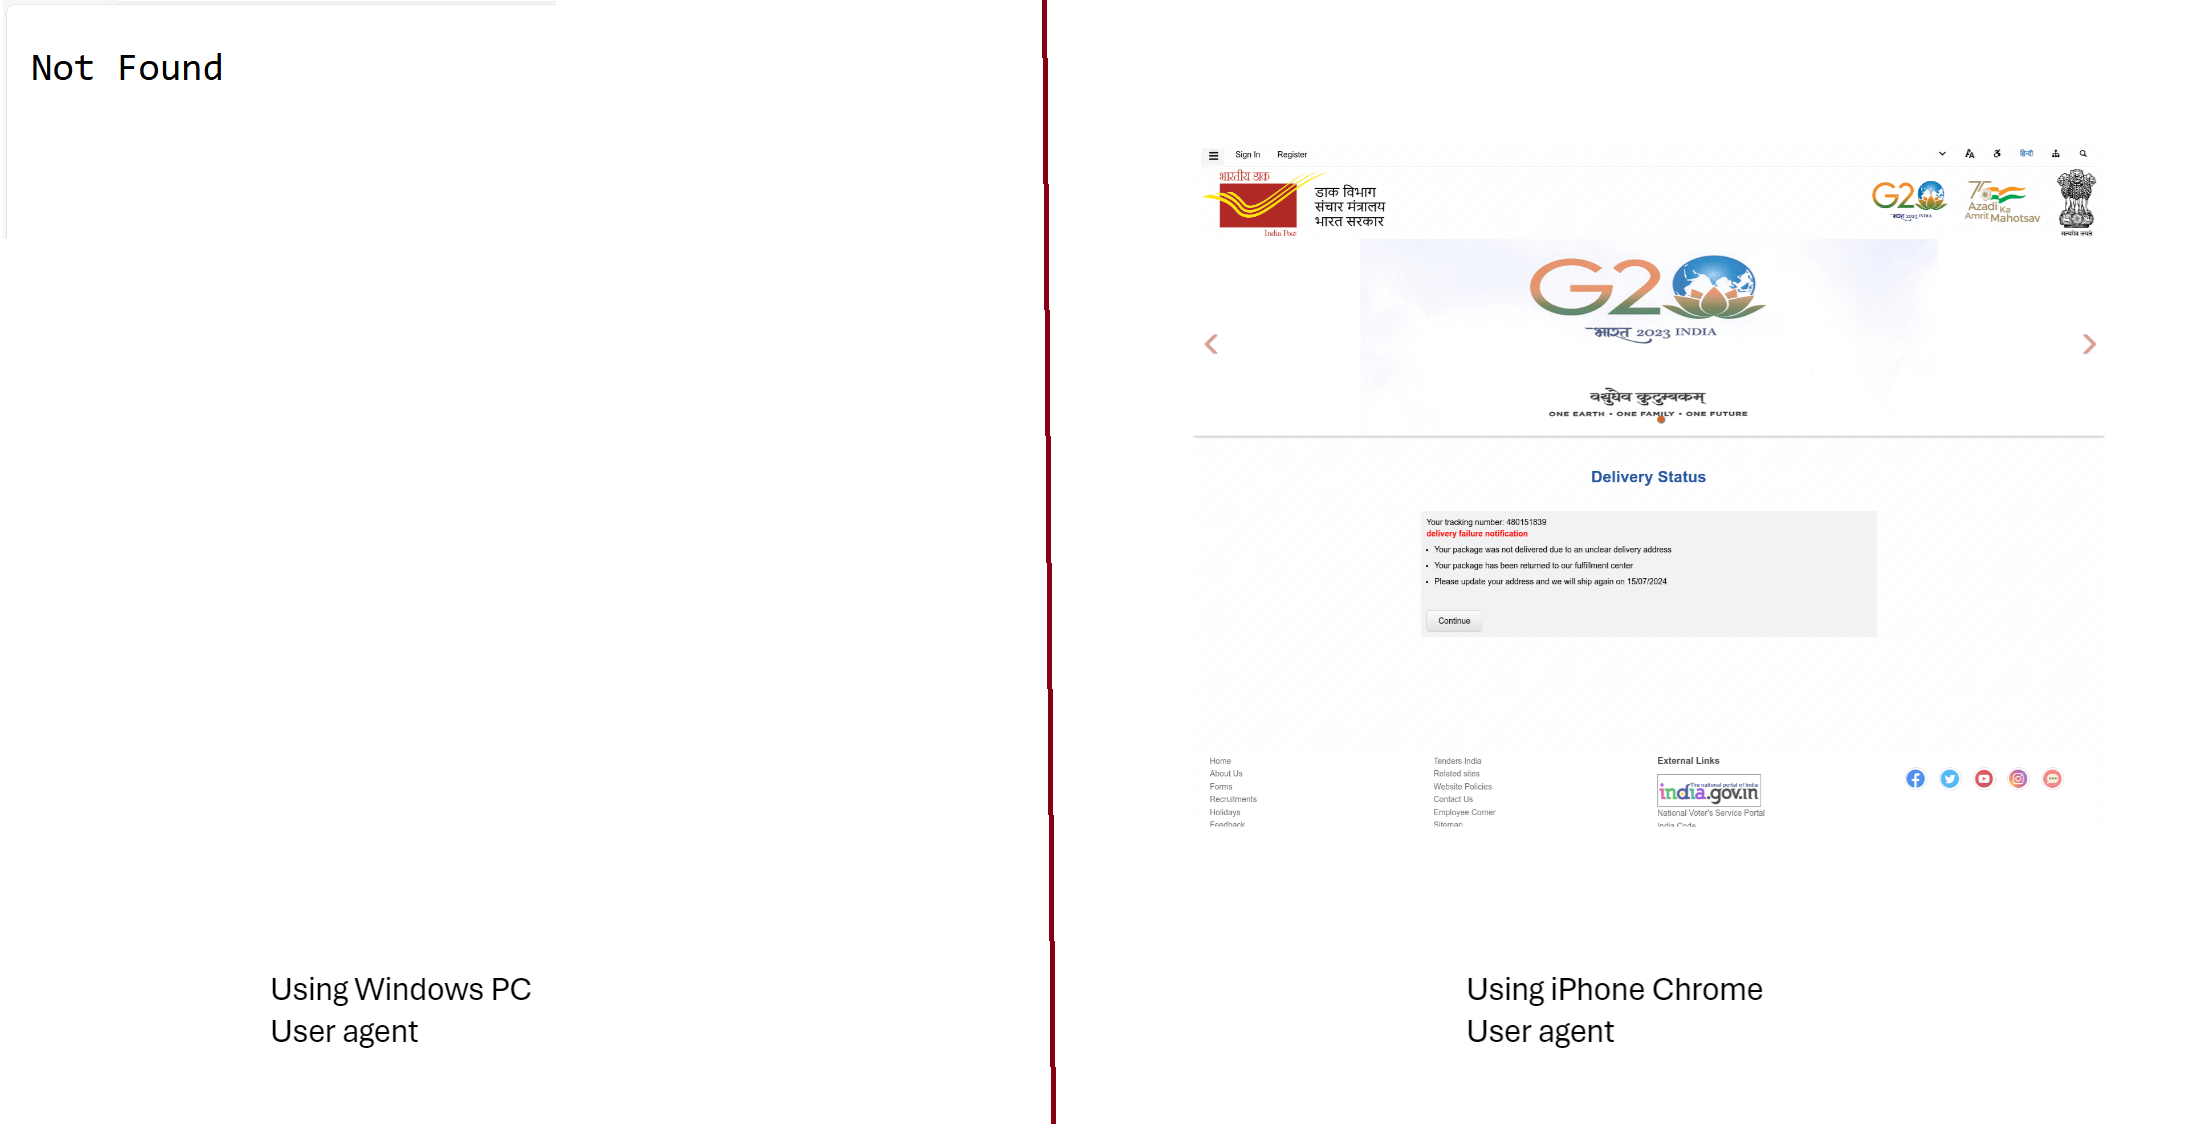 Not Found
Using Windows PC
User agent
Sign In Register हिन्दी
भारतीय डाक
India Post
डाक विभाग
संचार मंत्रालय
भारत सरकार
G20
भारत 2023 INDIA
75
Azadi Ka
Amrit Mahotsav
सत्यमेव जयते
G20
भारत 2023 INDIA
वसुधैव कुटुम्बकम्
ONE EARTH • ONE FAMILY • ONE FUTURE
Delivery Status
Your tracking number: 480151839
delivery failure notification
• Your package was not delivered due to an unclear delivery address
• Your package has been returned to our fulfillment center
• Please update your address and we will ship again on 15/07/2024
Continue
Home
About Us
Forms
Recruitments
Holidays
Feedback
Tenders India
Related sites
Website Policies
Contact Us
Employee Corner
Sitemap
External Links
The national portal of India
india.gov.in
National Voter's Service Portal
India Code
Using iPhone Chrome
User agent